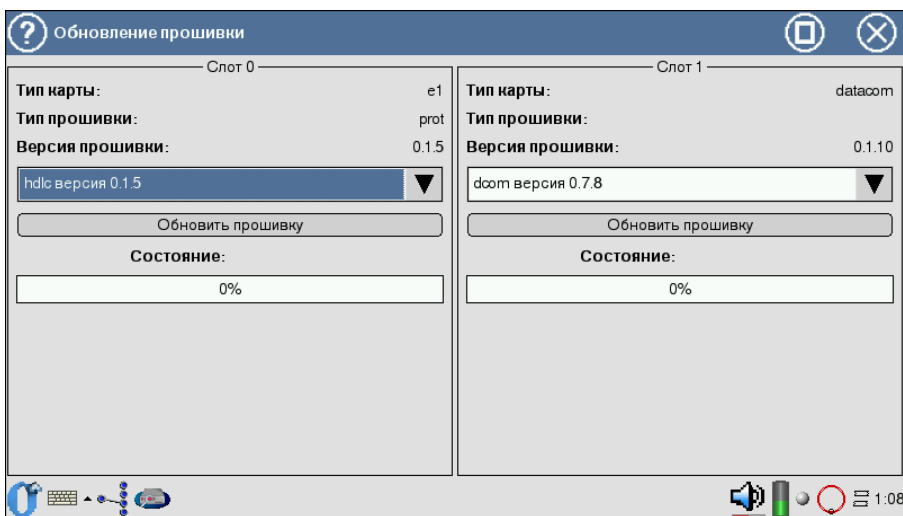 Обновление прошивки
Слот 0
Тип карты: e1
Тип прошивки: prot
Версия прошивки: 0.1.5
hdlc версия 0.1.5
Обновить прошивку
Состояние:
0%
Слот 1
Тип карты: datacom
Тип прошивки:
Версия прошивки: 0.1.10
dcom версия 0.7.8
Обновить прошивку
Состояние:
0%
1:08